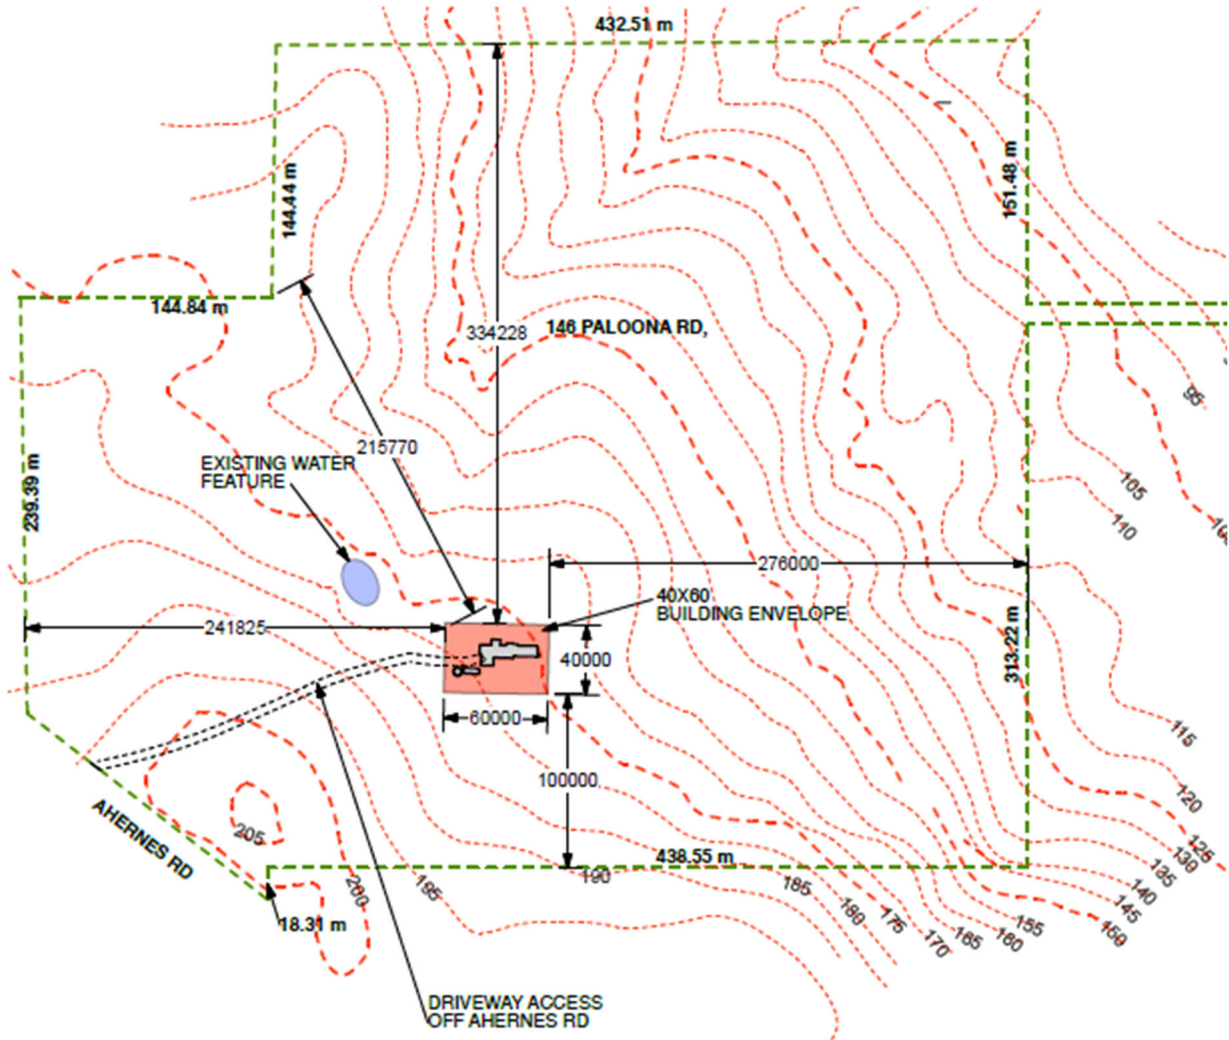 432.51 m
151.48 m
144.44 m
144.84 m
334228
146 PALOONA RD,
95
215770
EXISTING WATER
FEATURE
239.39 m
105
110
276000
40X60
BUILDING ENVELOPE
241825
40000
313.22 m
60000
115
100000
120
AHERNES RD
205
125
130
438.55 m
135
190
140
200
195
185
145
180
175
155
150
18.31 m
170
165
160
DRIVEWAY ACCESS
OFF AHERNES RD